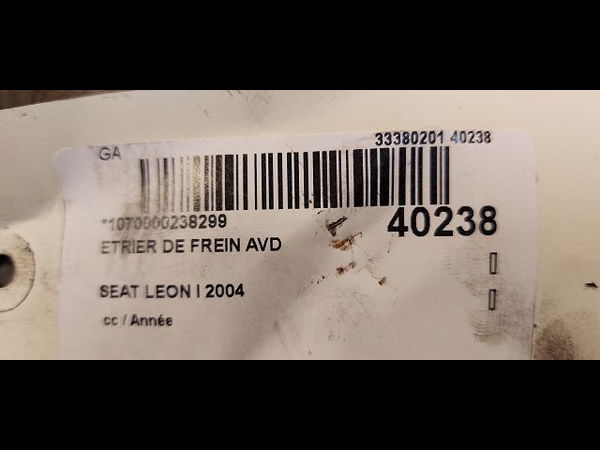 GA
33380201 40238
*1070000238299
40238
ETRIER DE FREIN AVD
SEAT LEON I 2004
cc / Année